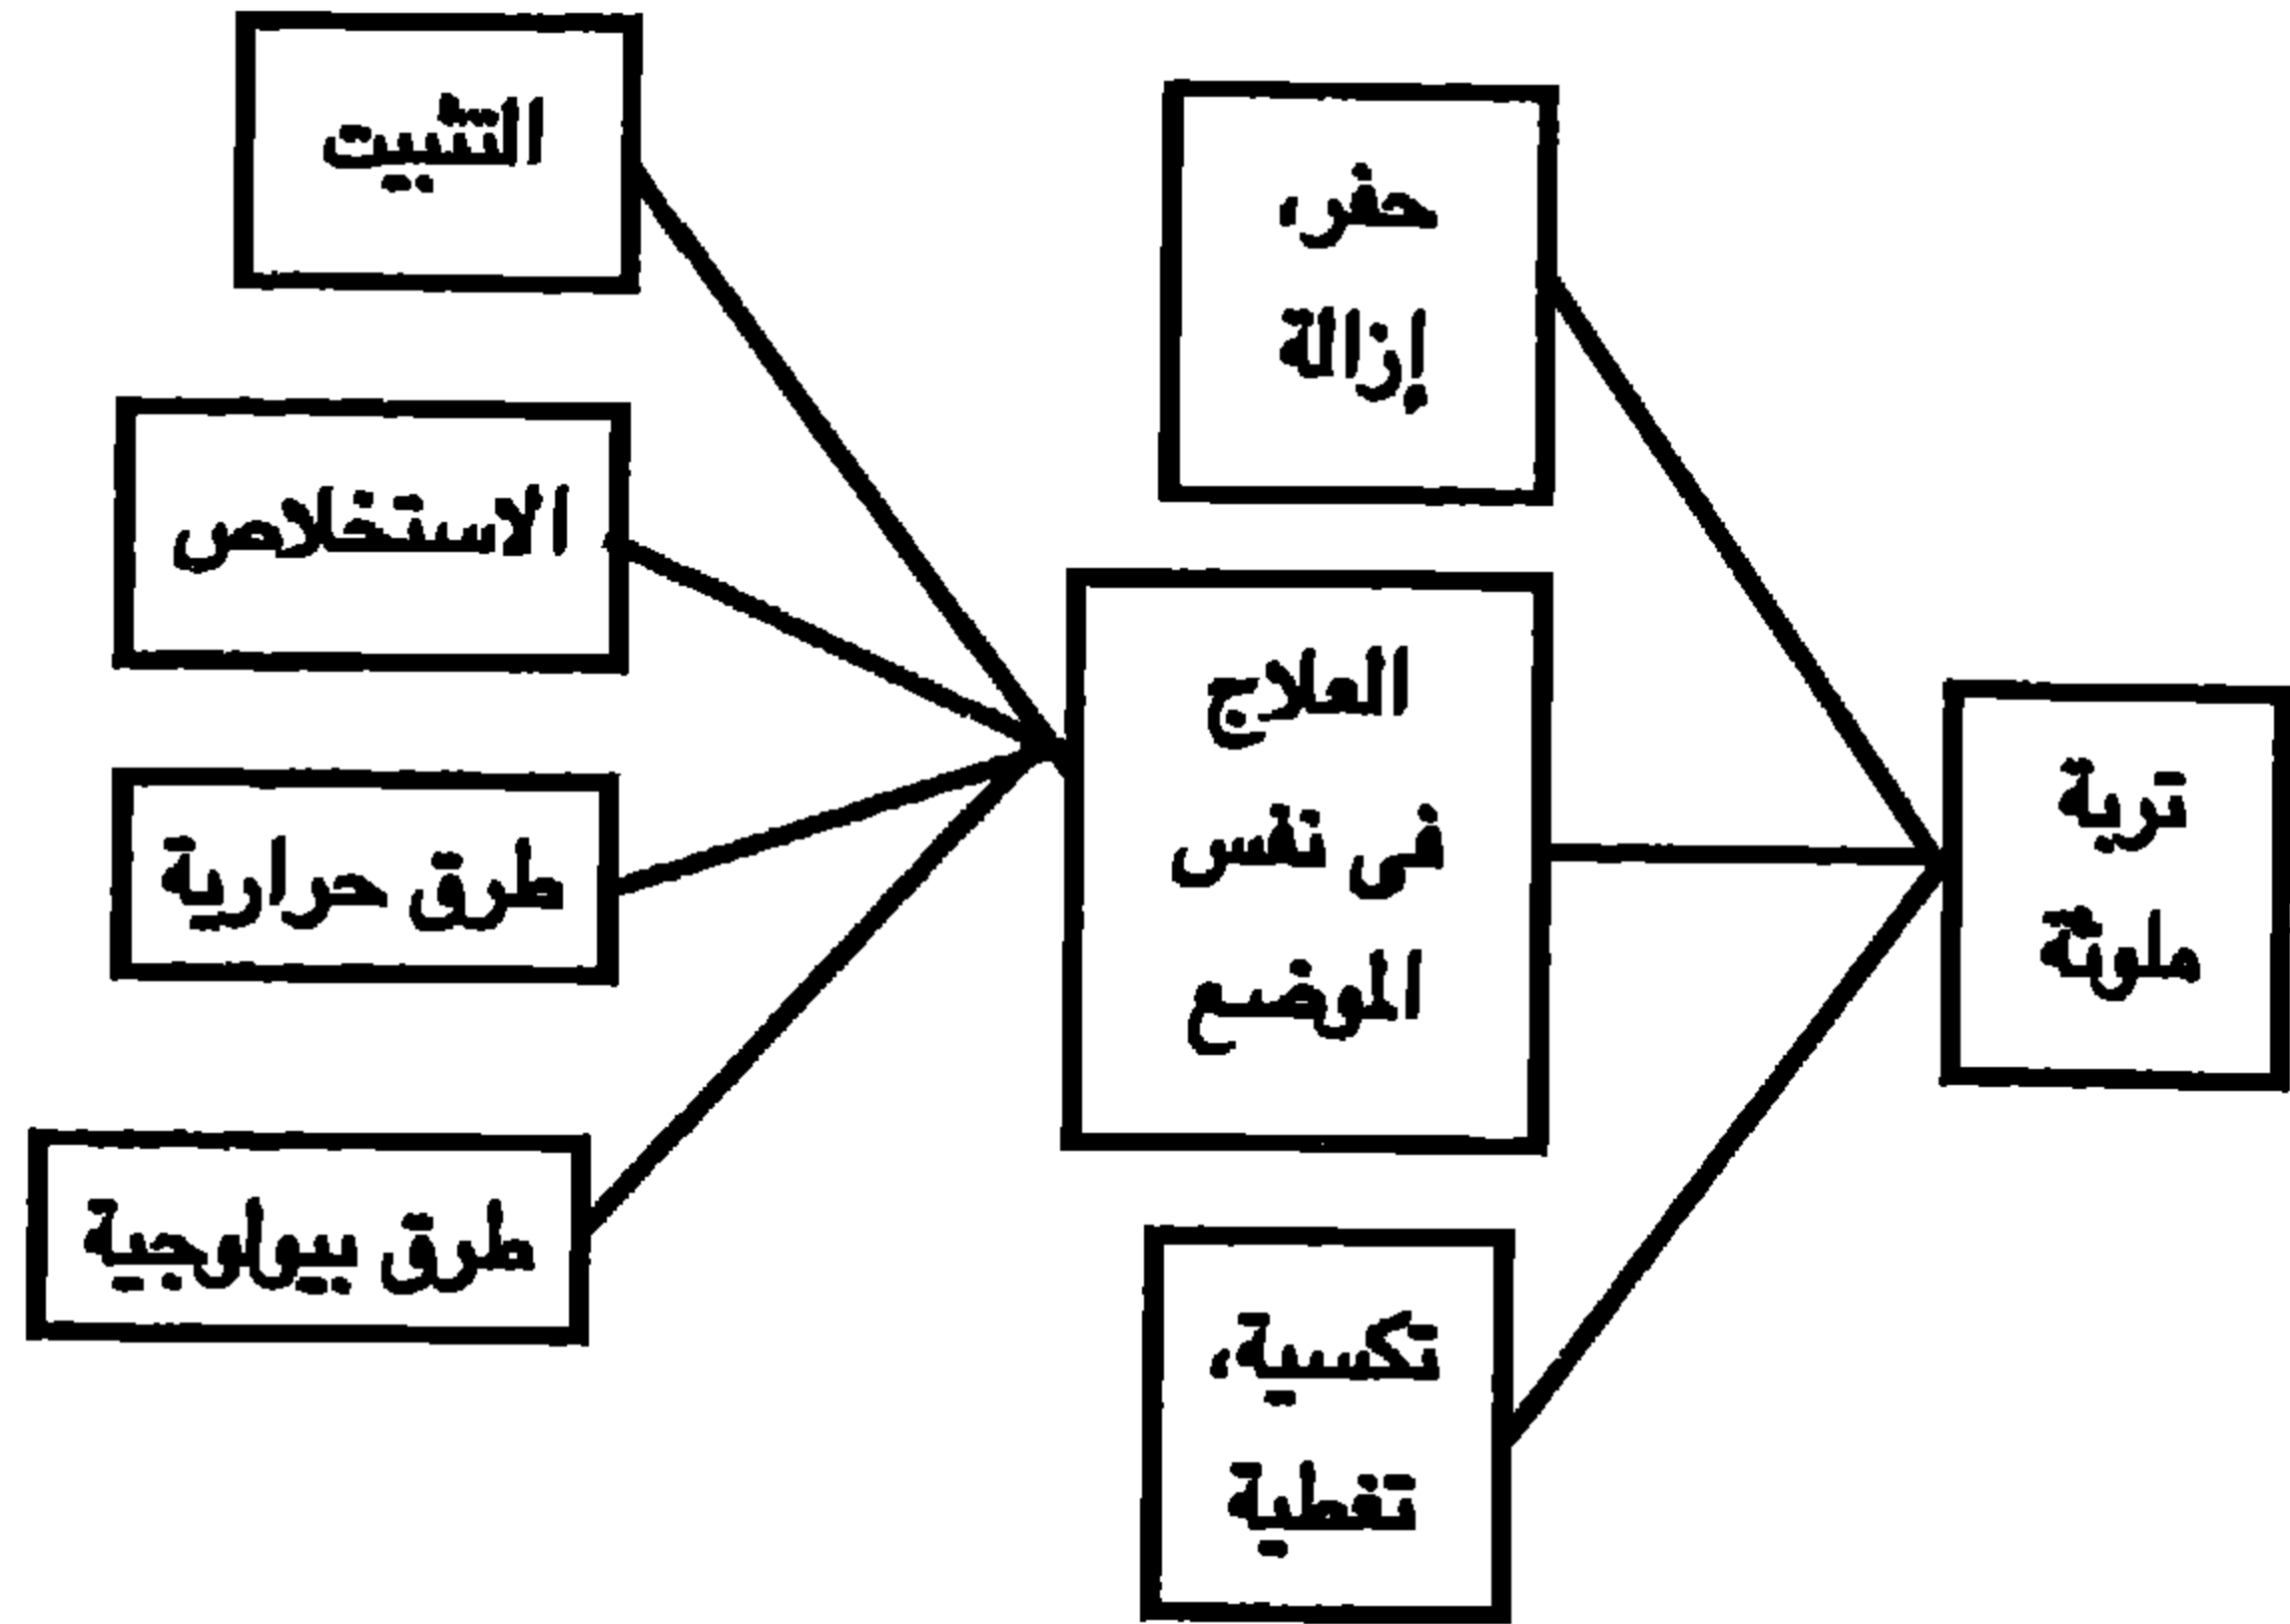 تربة
ملوثة
حفر،
إزالة
العلاج
فى نفس
الموضع
تكسية،
تغطية
التثبيت
الاستخلاص
طرق حرارية
طرق بيولوجية